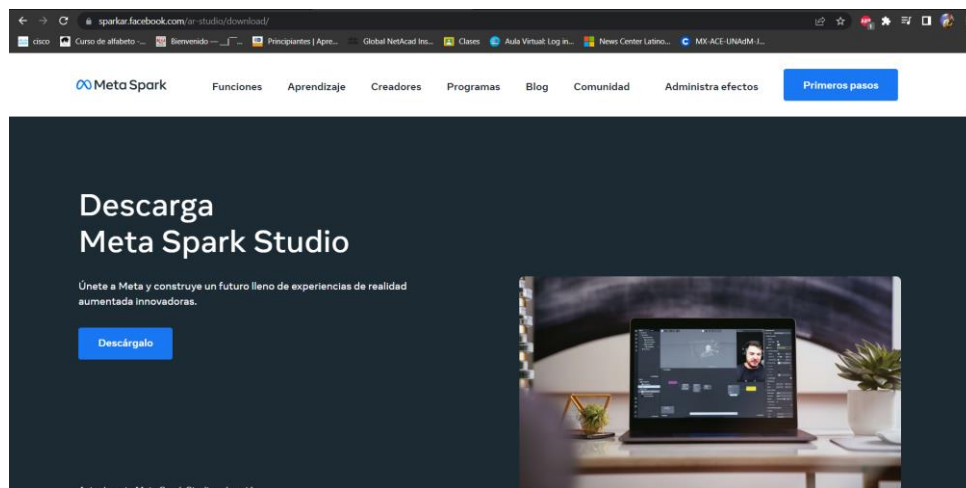 sparkar.facebook.com/ar-studio/download/
cisco Curso de alfabeto -... Bienvenido — Principiantes | Apre... Global NetAcad Ins... Clases Aula Virtual: Log in... News Center Latino... MX-ACE-UNAdM-J...
Meta Spark Funciones Aprendizaje Creadores Programas Blog Comunidad Administra efectos Primeros pasos
Descarga
Meta Spark Studio
Únete a Meta y construye un futuro lleno de experiencias de realidad
aumentada innovadoras.
Descárgalo